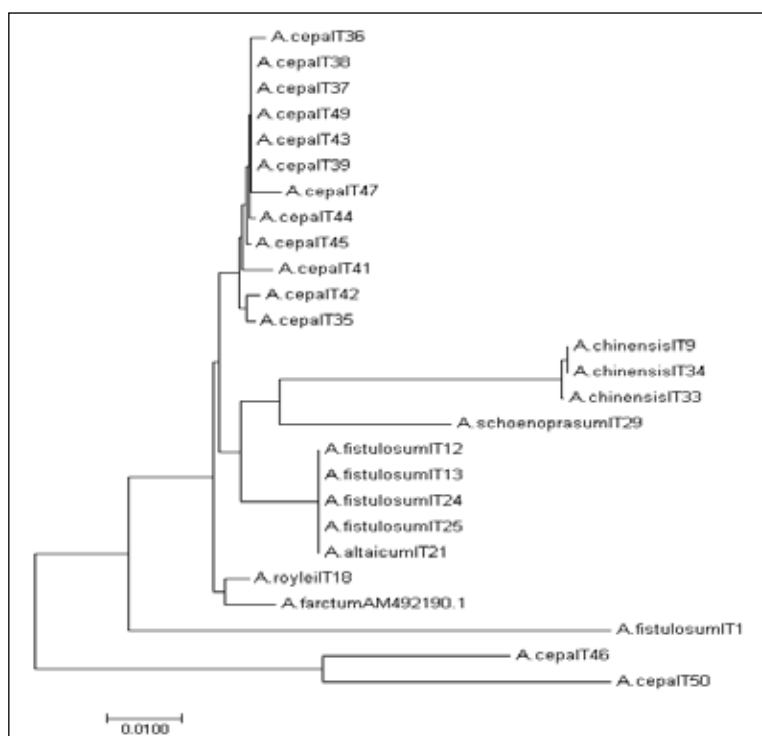 A.cepaIT36
A.cepaIT38
A.cepaIT37
A.cepaIT49
A.cepaIT43
A.cepaIT39
A.cepaIT47
A.cepaIT44
A.cepaIT45
A.cepaIT41
A.cepaIT42
A.cepaIT35
A.chinensisIT9
A.chinensisIT34
A.chinensisIT33
A.schoenoprasumIT29
A.fistulosumIT12
A.fistulosumIT13
A.fistulosumIT24
A.fistulosumIT25
A.altaicumIT21
A.royleiIT18
A.farctumAM492190.1
A.fistulosumIT1
A.cepaIT46
A.cepaIT50
0.0100